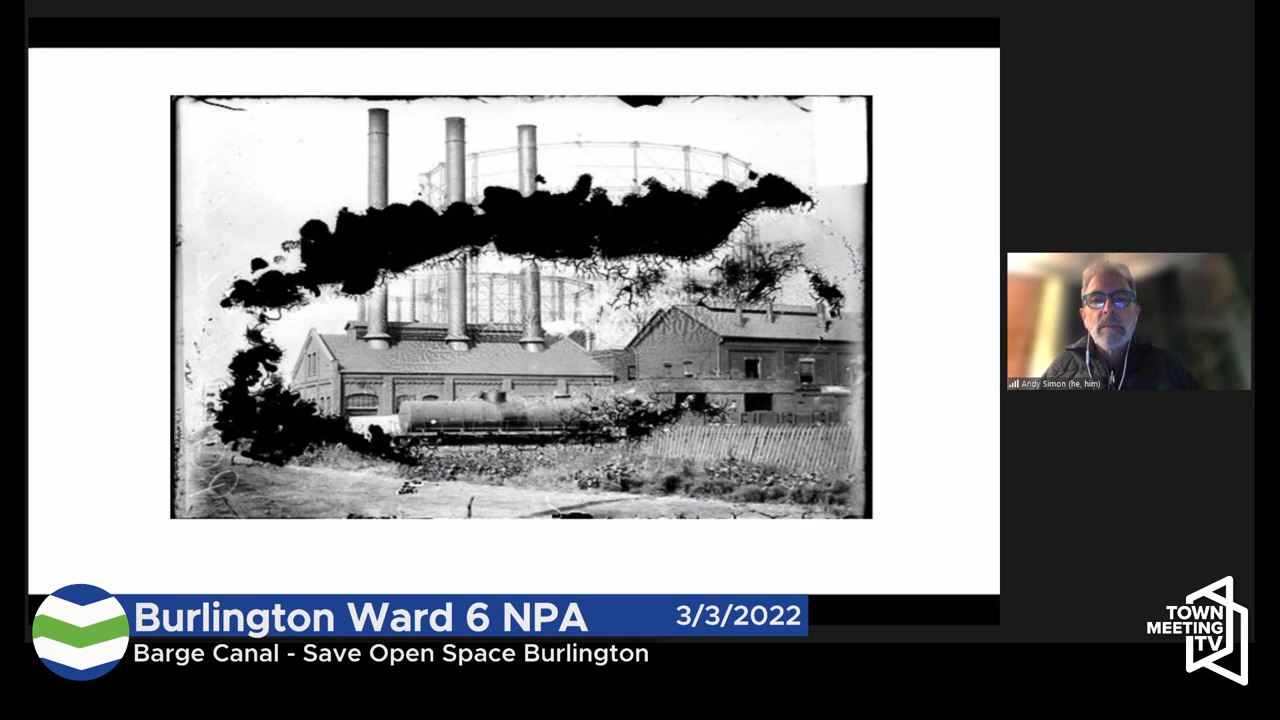 Andy Simon (he, him)
Burlington Ward 6 NPA
3/3/2022
Barge Canal - Save Open Space Burlington
TOWN
MEETING
TV